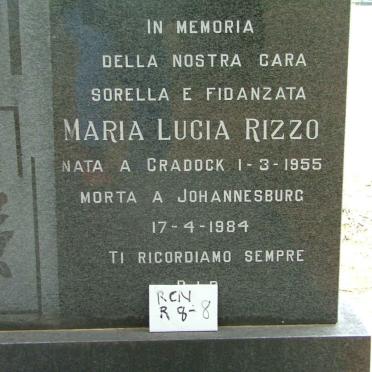 IN MEMORIA
DELLA NOSTRA CARA
SORELLA E FIDANZATA
MARIA LUCIA RIZZO
NATA A CRADOCK 1-3-1955
MORTA A JOHANNESBURG
17-4-1984
TI RICORDIAMO SEMPRE
R.I.P.
RCIV
R 8-8